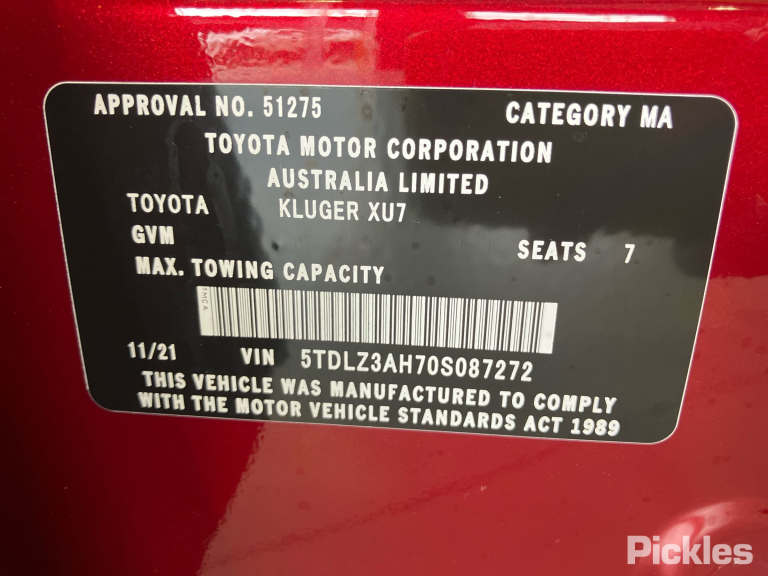 APPROVAL NO. 51275 CATEGORY MA
TOYOTA MOTOR CORPORATION
AUSTRALIA LIMITED
TOYOTA KLUGER XU7
GVM SEATS 7
MAX. TOWING CAPACITY
TMCA
11/21 VIN 5TDLZ3AH70S087272
THIS VEHICLE WAS MANUFACTURED TO COMPLY
WITH THE MOTOR VEHICLE STANDARDS ACT 1989
Pickles